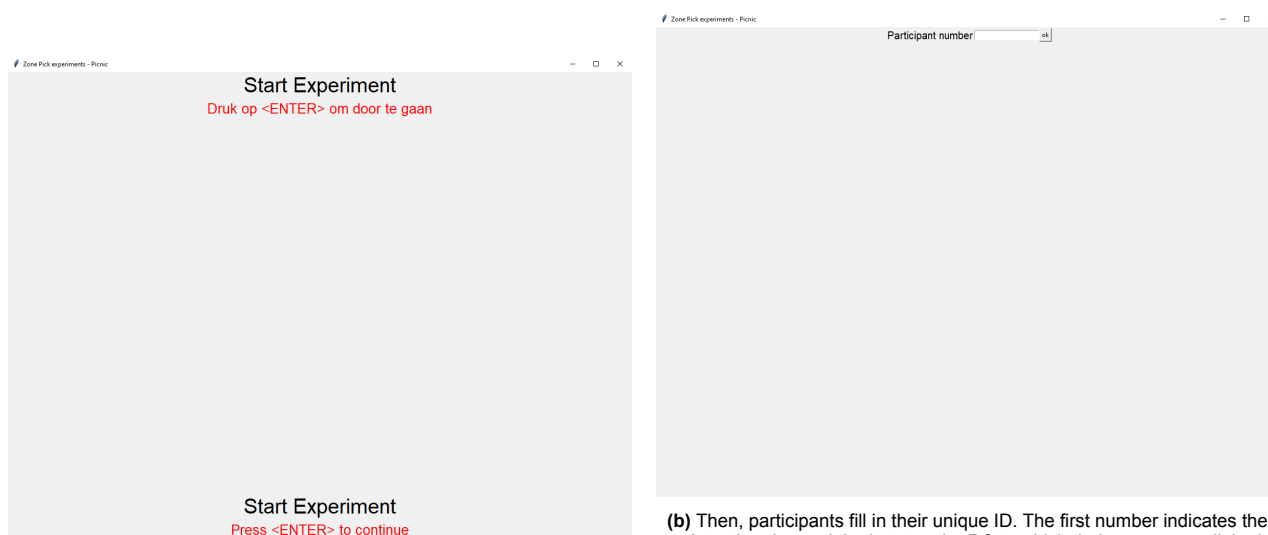 Zone Pick experiments - Picnic
Start Experiment
Druk op <ENTER> om door te gaan
Start Experiment
Press <ENTER> to continue
Zone Pick experiments - Picnic
Participant number
ok
(b) Then, participants fill in their unique ID. The first number indicates the